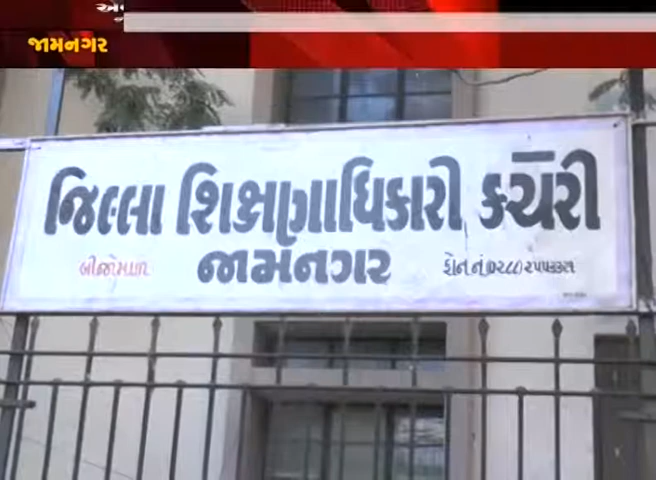 જામનગર
જિલ્લા શિક્ષણાધિકારી કચેરી
બીજોમાળ જામનગર ફોન નં